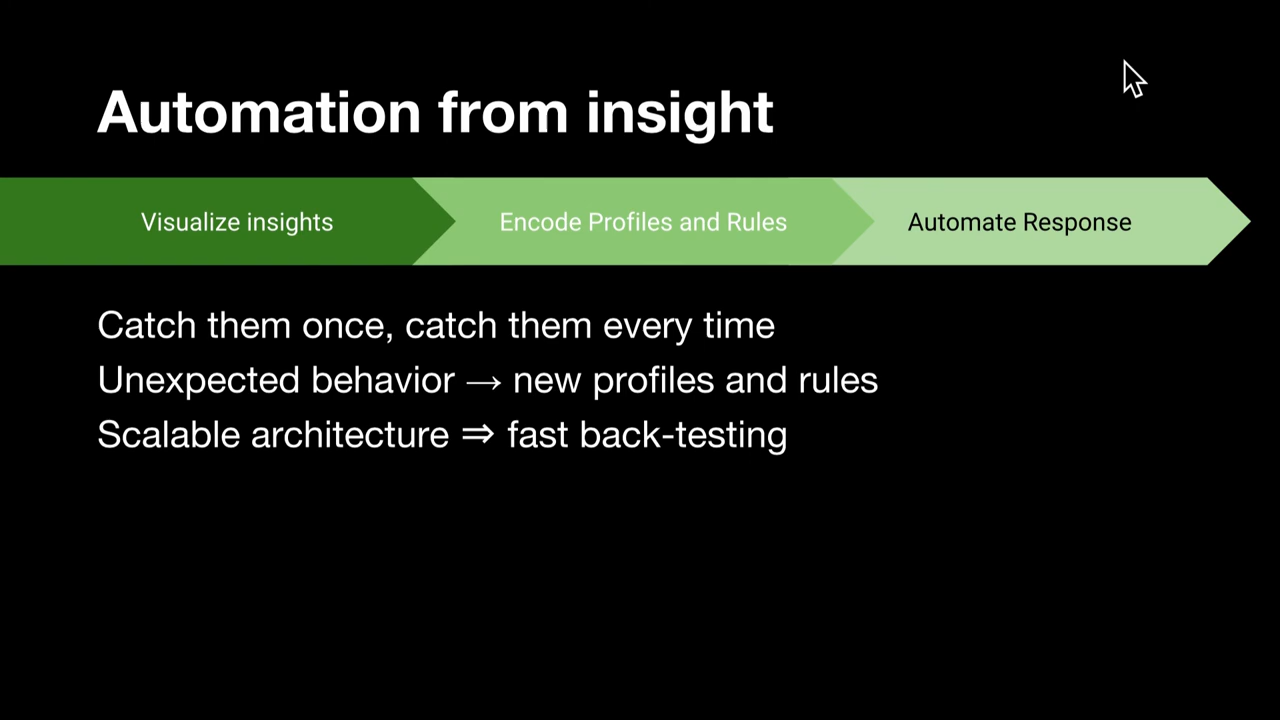 Automation from insight
Visualize insights
Encode Profiles and Rules
Automate Response
Catch them once, catch them every time
Unexpected behavior → new profiles and rules
Scalable architecture ⇒ fast back-testing